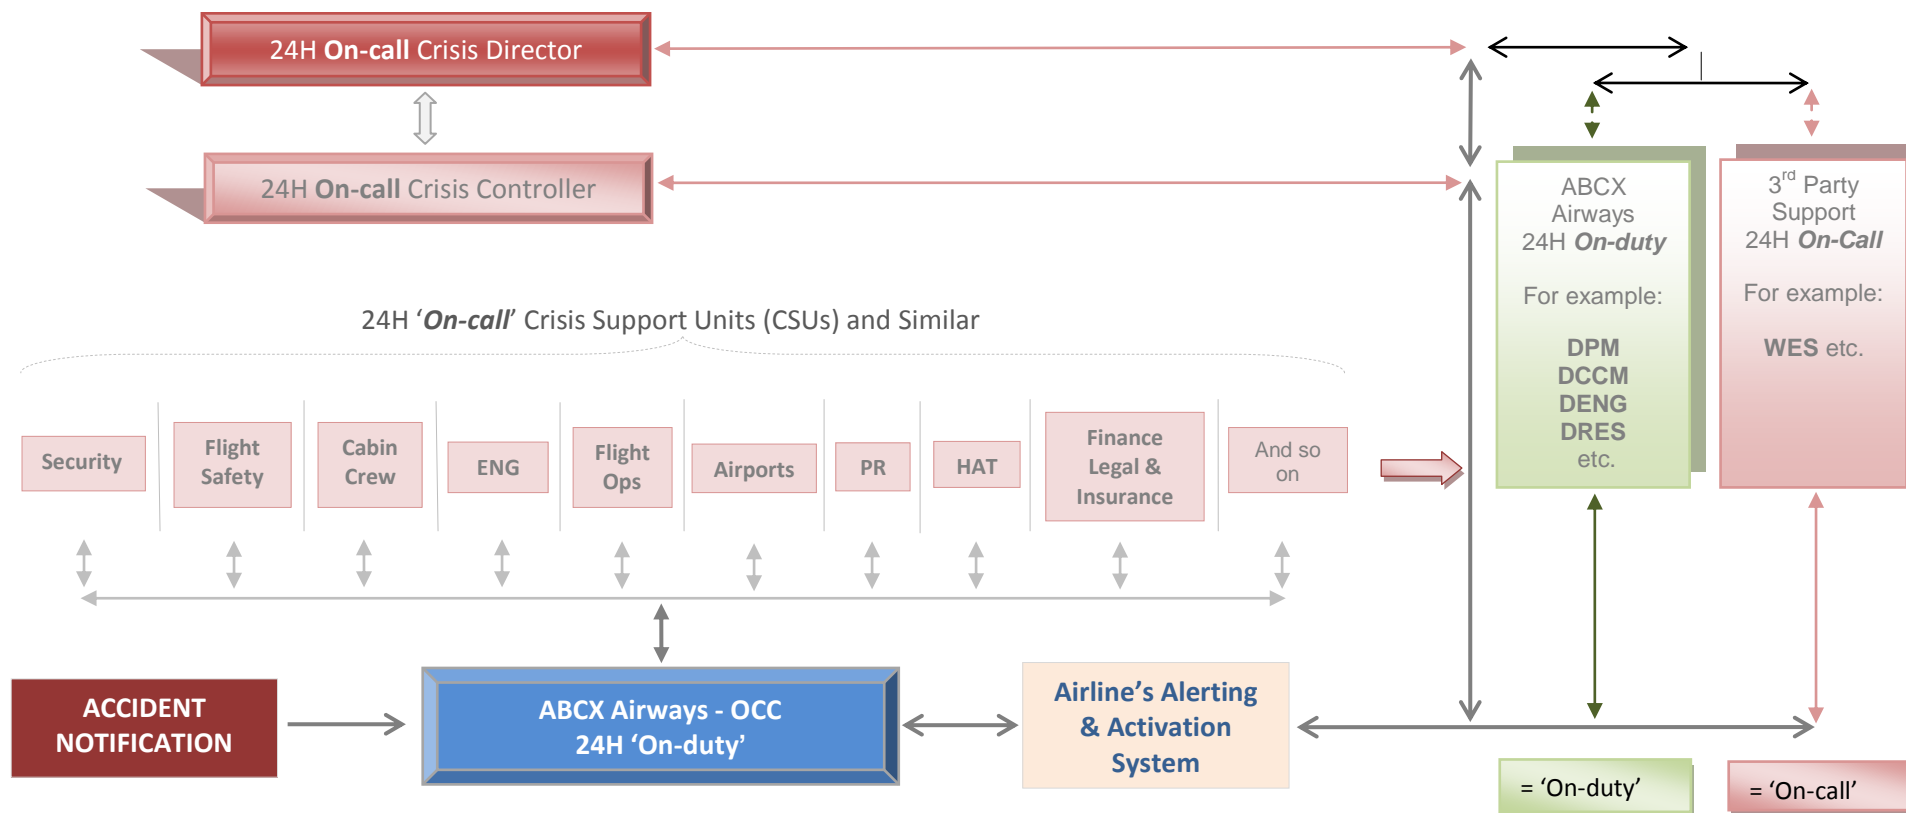 24H On-call Crisis Director
24H On-call Crisis Controller
ABCX
Airways
24H On-duty
For example:
DPM
DCCM
DENG
DRES
etc.
3rd Party
Support
24H On-Call
For example:
WES etc.
24H ‘On-call’ Crisis Support Units (CSUs) and Similar
Security
Flight
Safety
Cabin
Crew
ENG
Flight
Ops
Airports
PR
HAT
Finance
Legal &
Insurance
And so
on
ACCIDENT
NOTIFICATION
ABCX Airways - OCC
24H ‘On-duty’
Airline’s Alerting
& Activation
System
= ‘On-duty’
= ‘On-call’